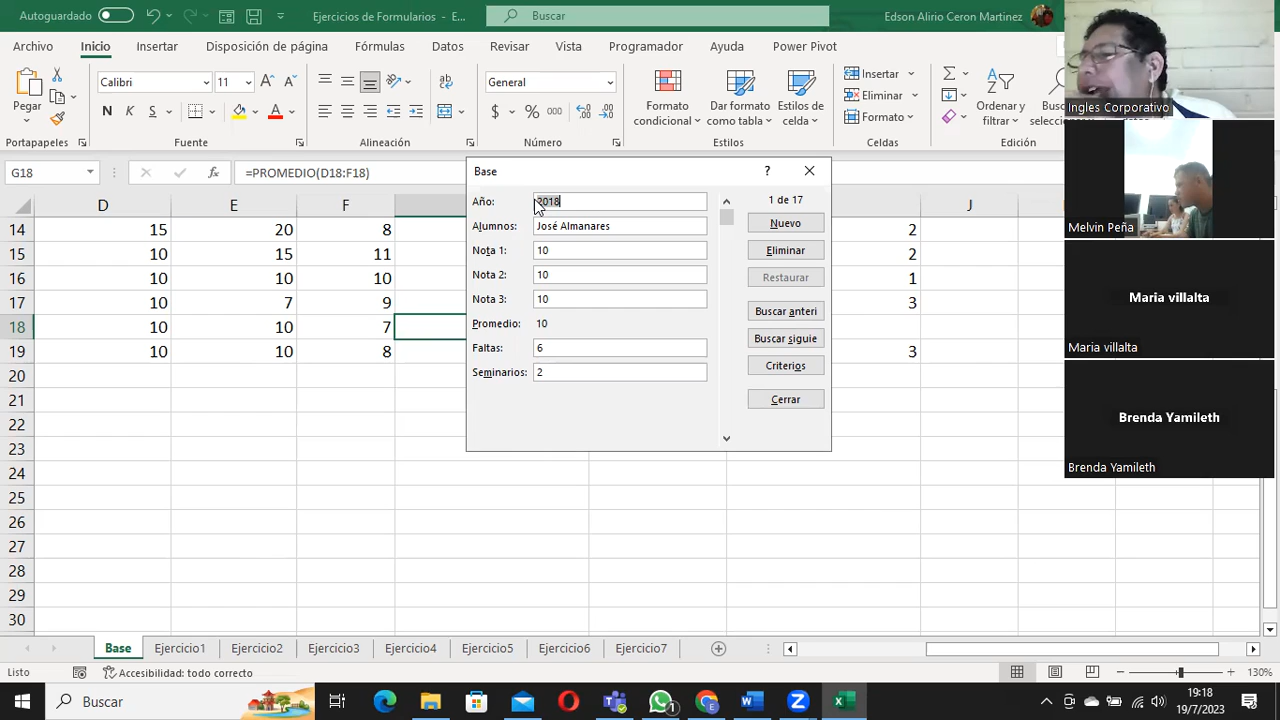 Autoguardado
Ejercicios de Formularios - E...
Buscar
Edson Alirio Ceron Martinez
Archivo Inicio Insertar Disposición de página Fórmulas Datos Revisar Vista Programador Ayuda Power Pivot
Pegar
Calibri 11
N K S
General
$ % 000
Formato condicional
Dar formato como tabla
Estilos de celda
Insertar
Eliminar
Formato
Ordenar y filtrar
Portapapeles Fuente Alineación Número Estilos Celdas
G18 =PROMEDIO(D18:F18)
D E F J
14 15 20 8 2
15 10 15 11 2
16 10 10 10 1
17 10 7 9 3
18 10 10 7
19 10 10 8 3
20
21
22
23
24
25
26
27
28
29
30
Base ?
Año: 2018
Alumnos: José Almanares
Nota 1: 10
Nota 2: 10
Nota 3: 10
Promedio: 10
Faltas: 6
Seminarios: 2
1 de 17
Nuevo
Eliminar
Restaurar
Buscar anteri
Buscar siguie
Criterios
Cerrar
Ingles Corporativo
Melvin Peña
Maria villalta
Maria villalta
Brenda Yamileth
Brenda Yamileth
Base Ejercicio1 Ejercicio2 Ejercicio3 Ejercicio4 Ejercicio5 Ejercicio6 Ejercicio7
Listo Accesibilidad: todo correcto 130%
Buscar
19:18
19/7/2023